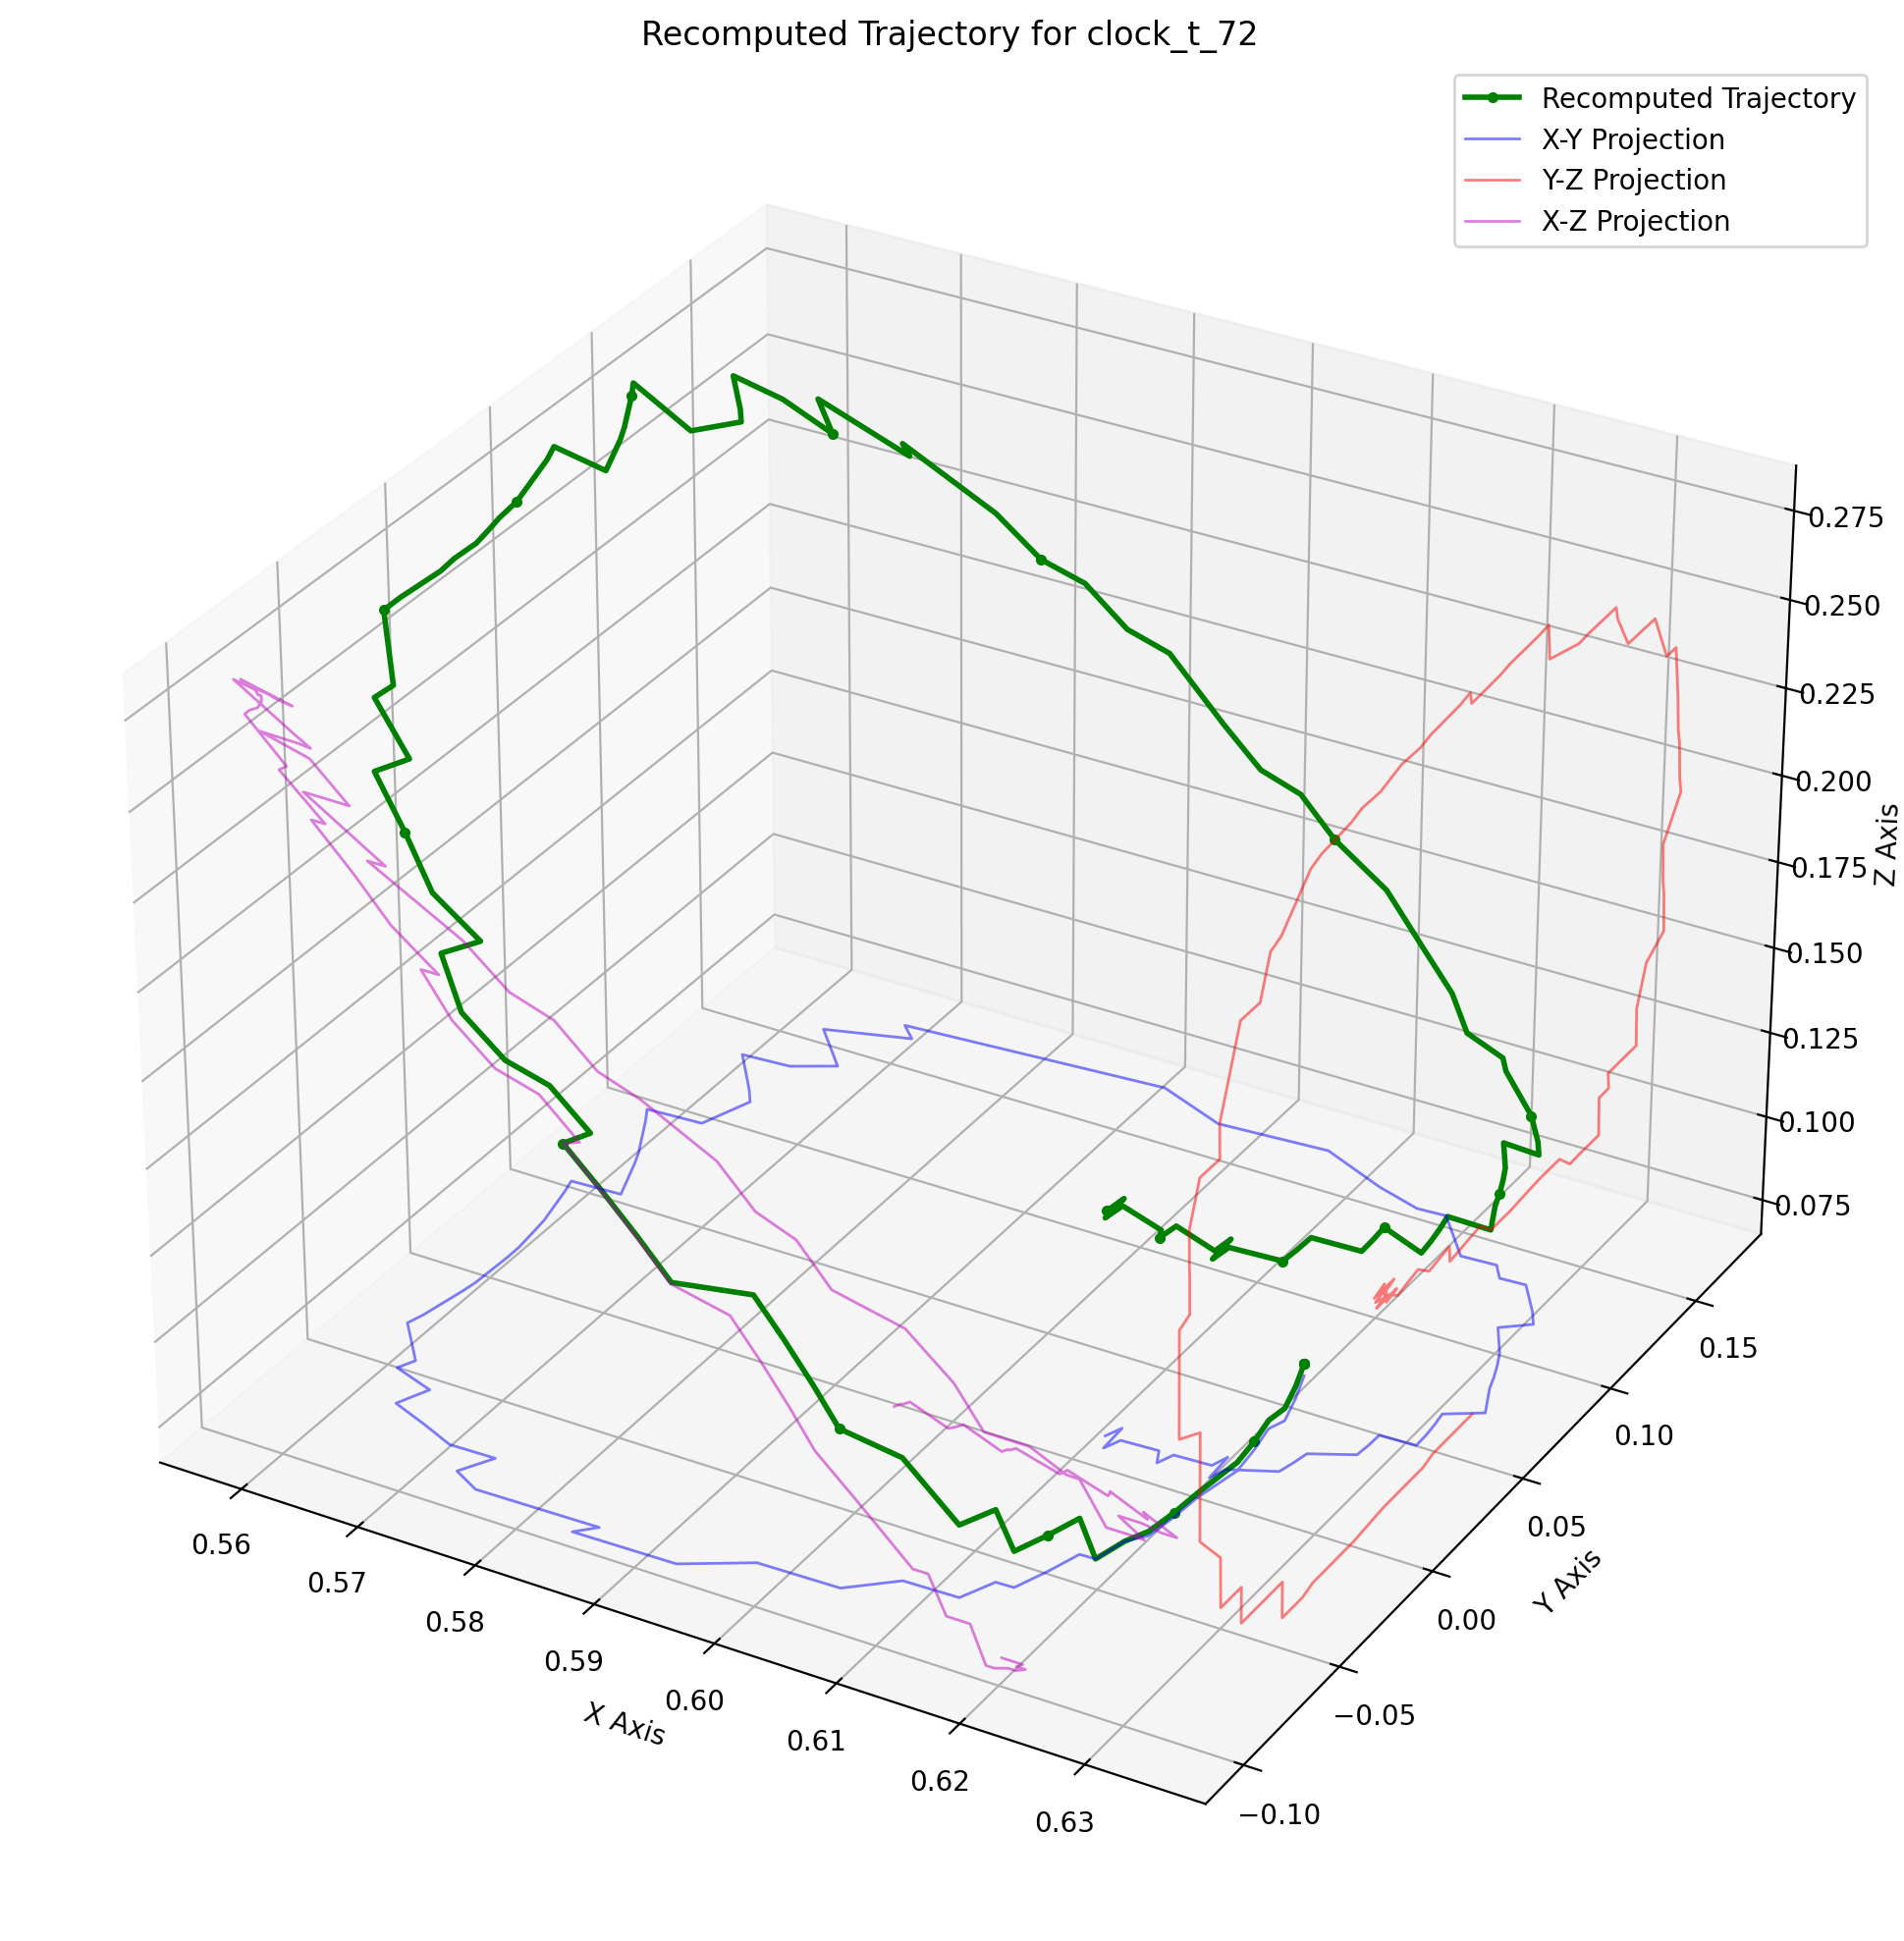 Recomputed Trajectory for clock_t_72
Recomputed Trajectory
X-Y Projection
Y-Z Projection
X-Z Projection
0.275
0.250
0.225
0.200
0.175
0.150
0.125
0.100
0.075
Z Axis
0.15
0.10
0.05
0.00
−0.05
−0.10
Y Axis
0.56
0.57
0.58
0.59
0.60
0.61
0.62
0.63
X Axis